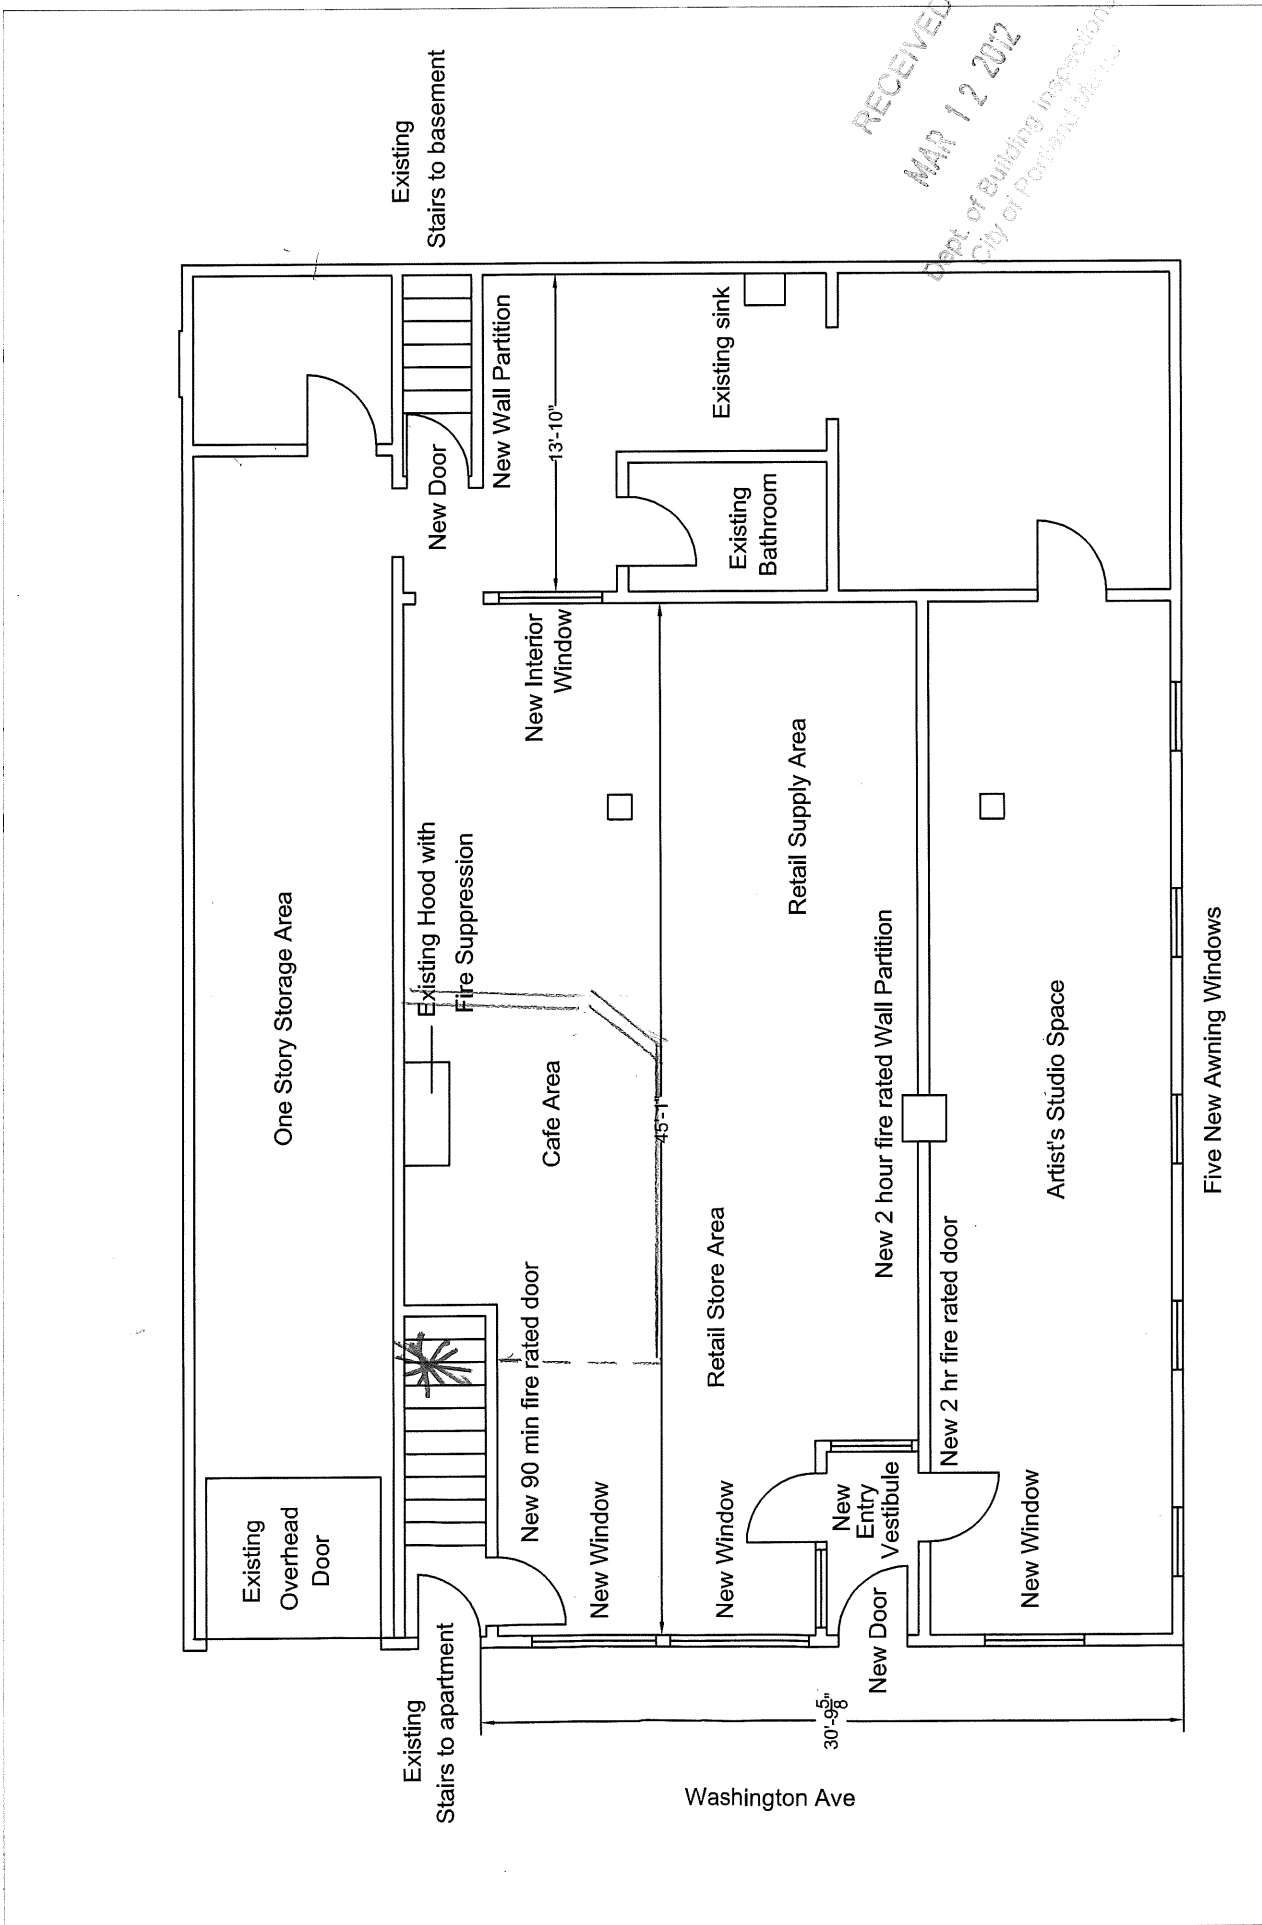 RECEIVED
MAR 12 2012
Dept. of Building Inspections
City of Portland Maine
Existing
Stairs to basement
New Wall Partition
13'-10"
Existing sink
New Door
Existing
Bathroom
New Interior
Window
One Story Storage Area
Existing Hood with
Fire Suppression
Retail Supply Area
Cafe Area
45'-1"
New 2 hour fire rated Wall Partition
Artist's Studio Space
Five New Awning Windows
New 90 min fire rated door
Retail Store Area
New 2 hr fire rated door
Existing
Overhead
Door
New Window
New Window
New
Entry
Vestibule
New Window
Existing
Stairs to apartment
New Door
30'-9 5/8"
Washington Ave